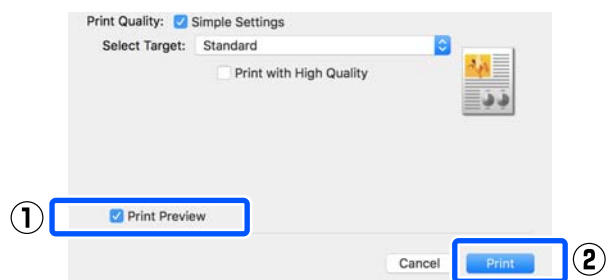 Print Quality: Simple Settings
Select Target: Standard
Print with High Quality
① Print Preview
Cancel Print ②